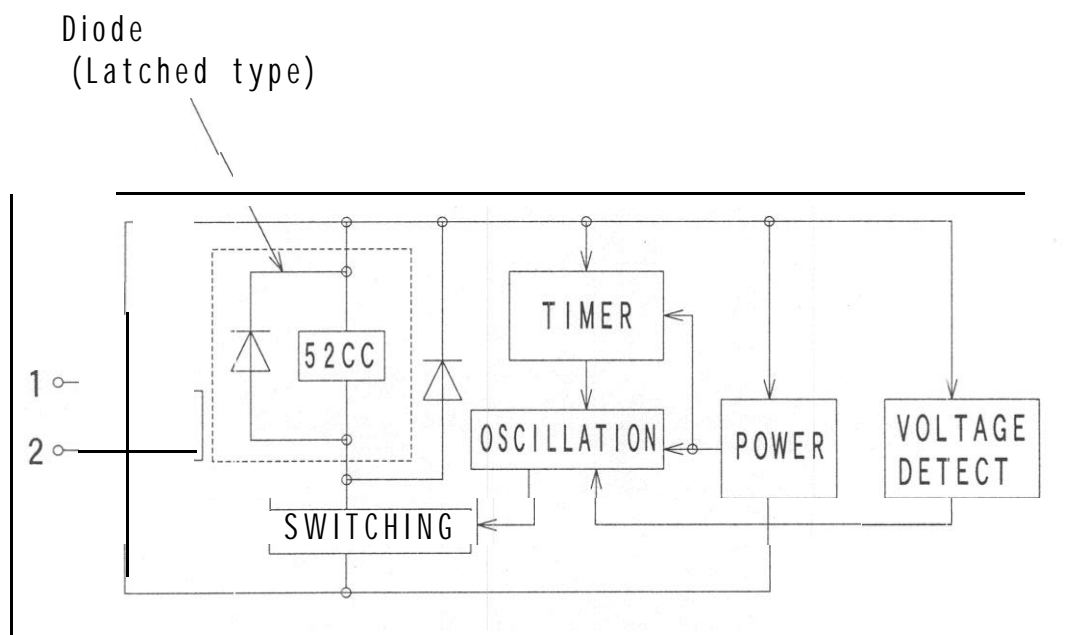 Diode
(Latched type)
TIMER
52CC
1
2
OSCILLATION
POWER
VOLTAGE
DETECT
SWITCHING